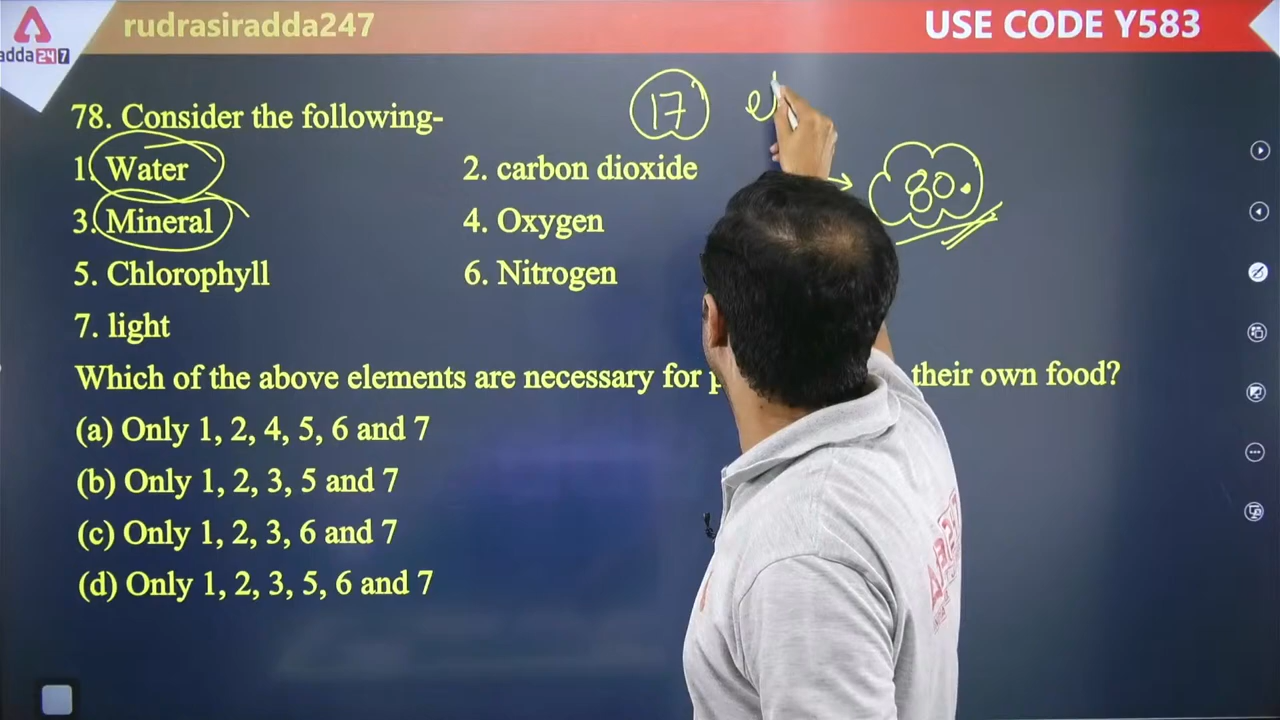 rudrasiradda247
USE CODE Y583
adda247
78. Consider the following-
17 el
1. Water
2. carbon dioxide
80.
3. Mineral
4. Oxygen
5. Chlorophyll
6. Nitrogen
7. light
Which of the above elements are necessary for their own food?
(a) Only 1, 2, 4, 5, 6 and 7
(b) Only 1, 2, 3, 5 and 7
(c) Only 1, 2, 3, 6 and 7
(d) Only 1, 2, 3, 5, 6 and 7